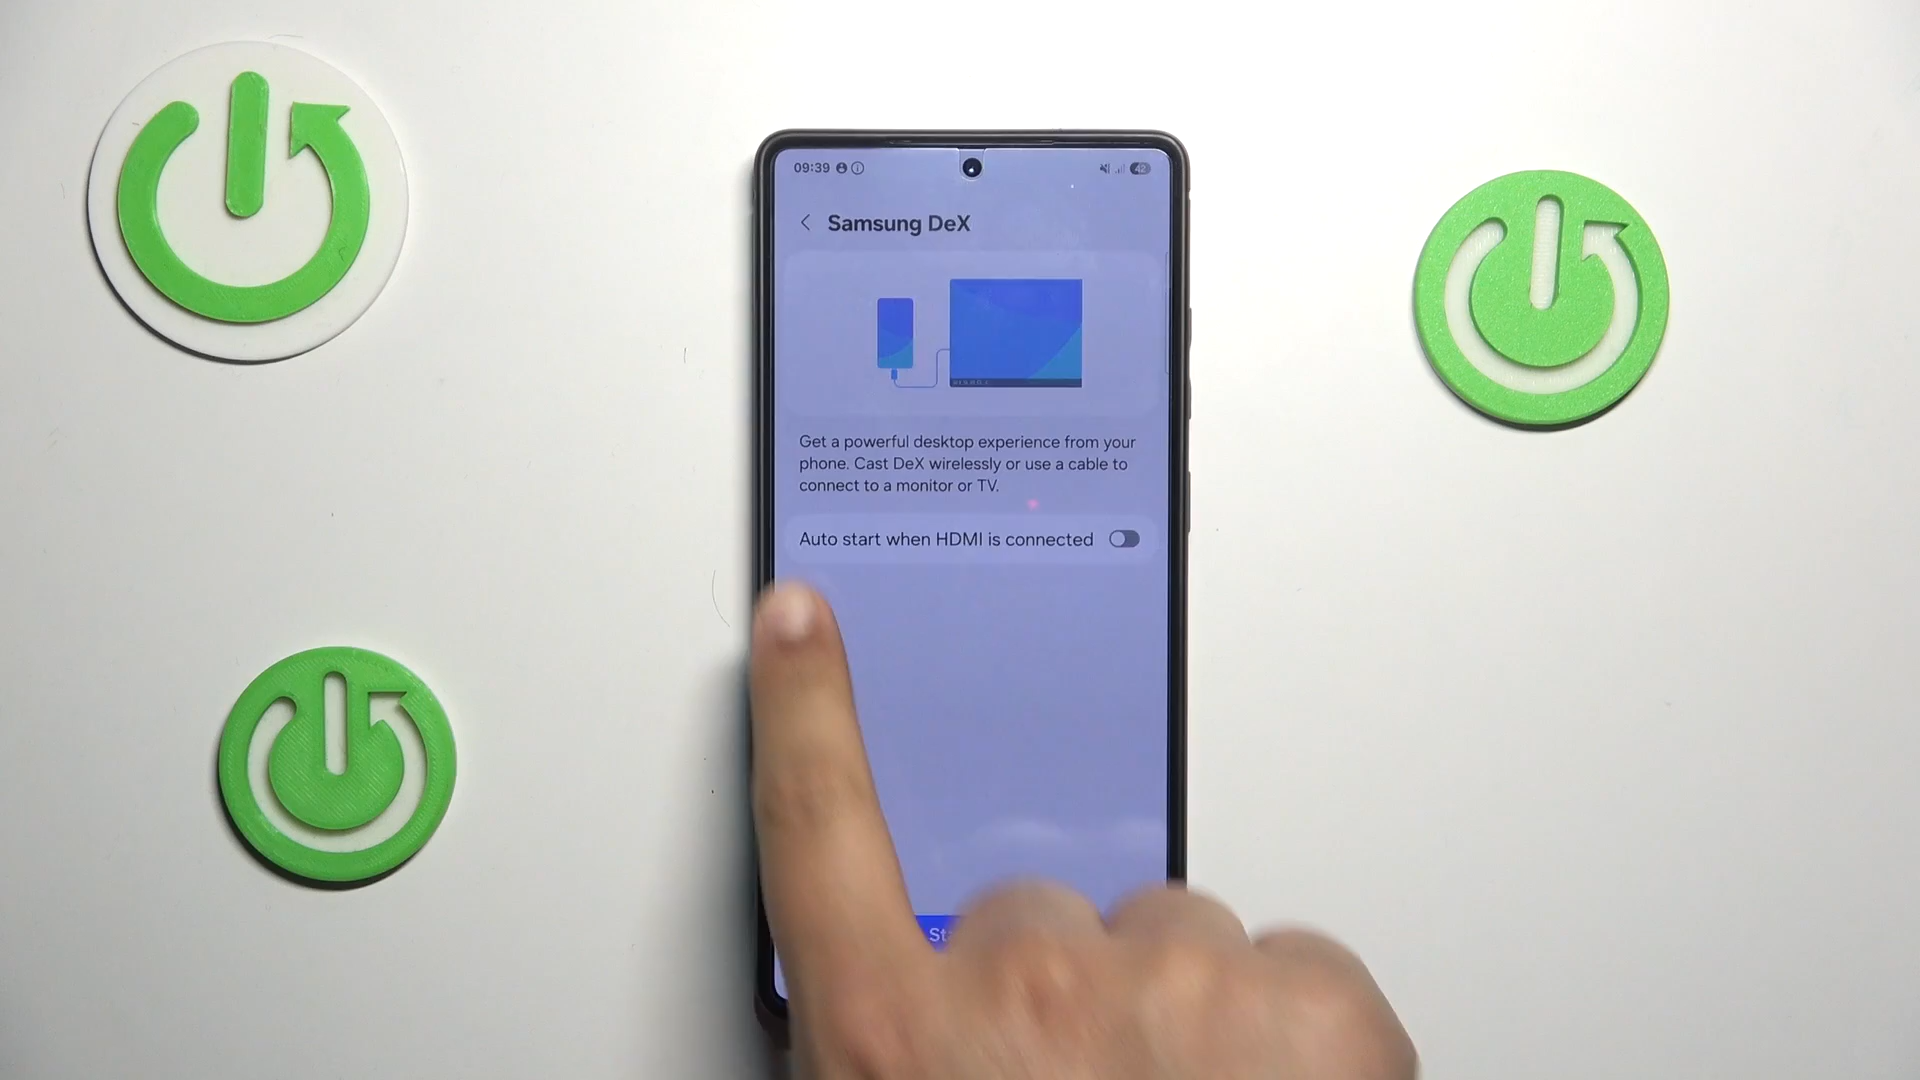 09:39
42
Samsung DeX
Get a powerful desktop experience from your
phone. Cast DeX wirelessly or use a cable to
connect to a monitor or TV.
Auto start when HDMI is connected